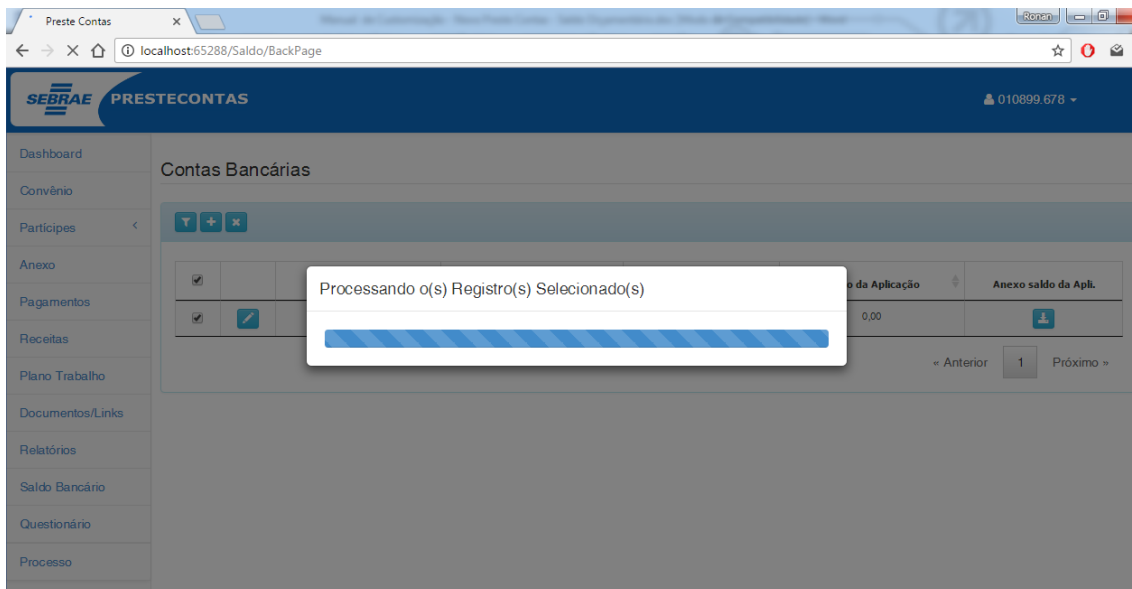 Preste Contas
Ronan
localhost:65288/Saldo/BackPage
SEBRAE PRESTECONTAS
010899.678
Dashboard
Convênio
Partícipes
Anexo
Pagamentos
Receitas
Plano Trabalho
Documentos/Links
Relatórios
Saldo Bancário
Questionário
Processo
Contas Bancárias
da Aplicação
Anexo saldo da Apli.
0,00
Processando o(s) Registro(s) Selecionado(s)
« Anterior 1 Próximo »